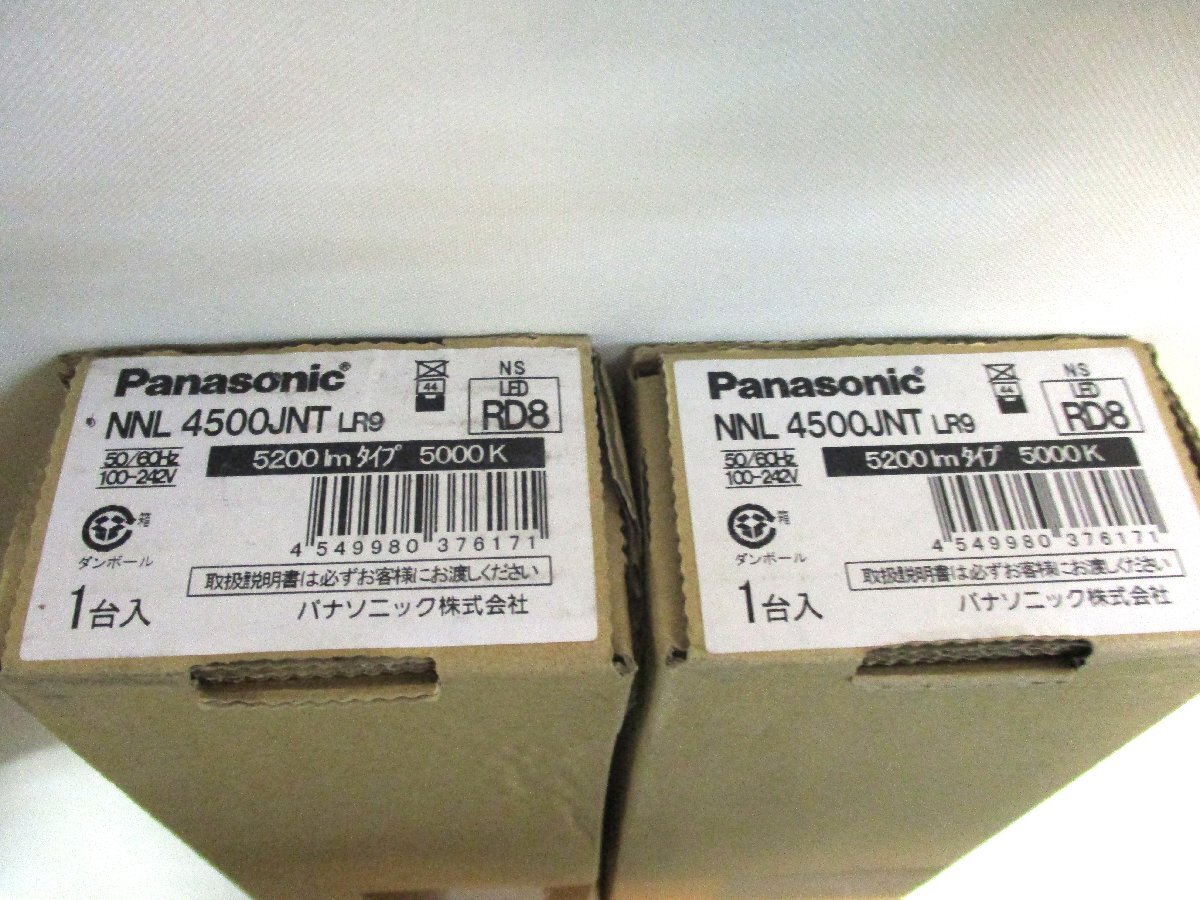 Panasonic®
NNL 4500JNT LR9
44
NS
LED
RD8
50/60Hz
100-242V
5200 lm タイプ 5000 K
4 549980 376171
箱
ダンボール
取扱説明書は必ずお客様にお渡しください
1台入
パナソニック株式会社
Panasonic®
NNL 4500JNT LR9
44
NS
LED
RD8
50/60Hz
100-242V
5200 lm タイプ 5000 K
4 549980 376171
箱
ダンボール
取扱説明書は必ずお客様にお渡しください
1台入
パナソニック株式会社